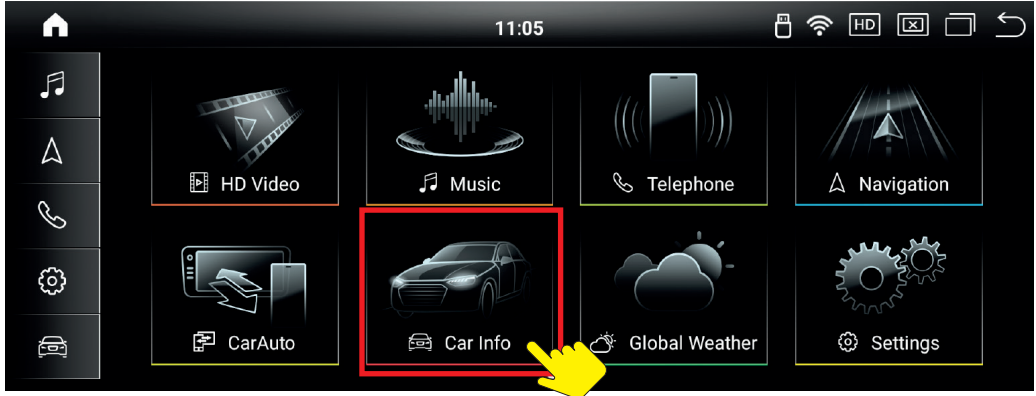 11:05
HD
HD Video
Music
Telephone
Navigation
CarAuto
Car Info
Global Weather
Settings